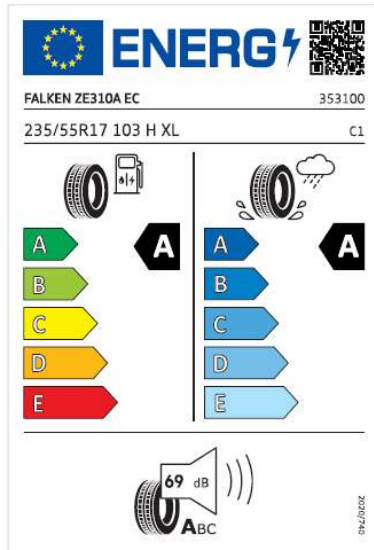 ENERG
FALKEN ZE310A EC 353100
235/55R17 103 H XL C1
A A A A
B B
C C
D D
E E
69 dB
ABC
2020/740